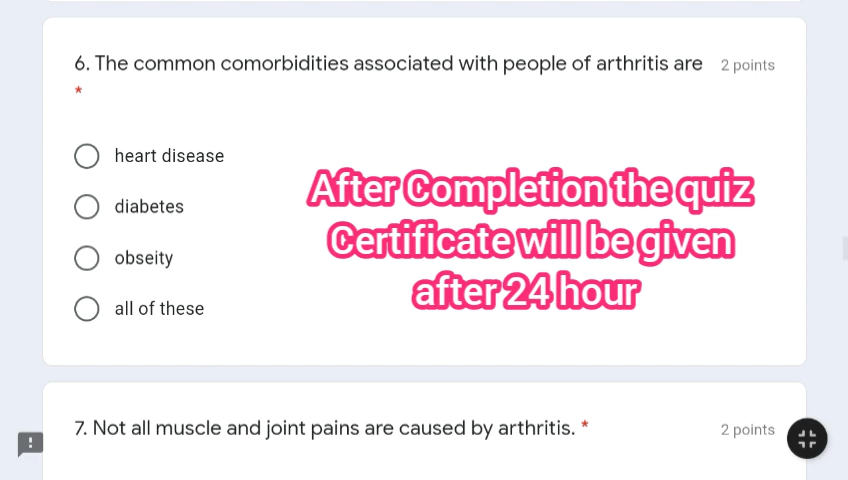 6. The common comorbidities associated with people of arthritis are 2 points
*
heart disease
diabetes
obseity
all of these
After Completion the quiz
Certificate will be given
after 24 hour
7. Not all muscle and joint pains are caused by arthritis. * 2 points